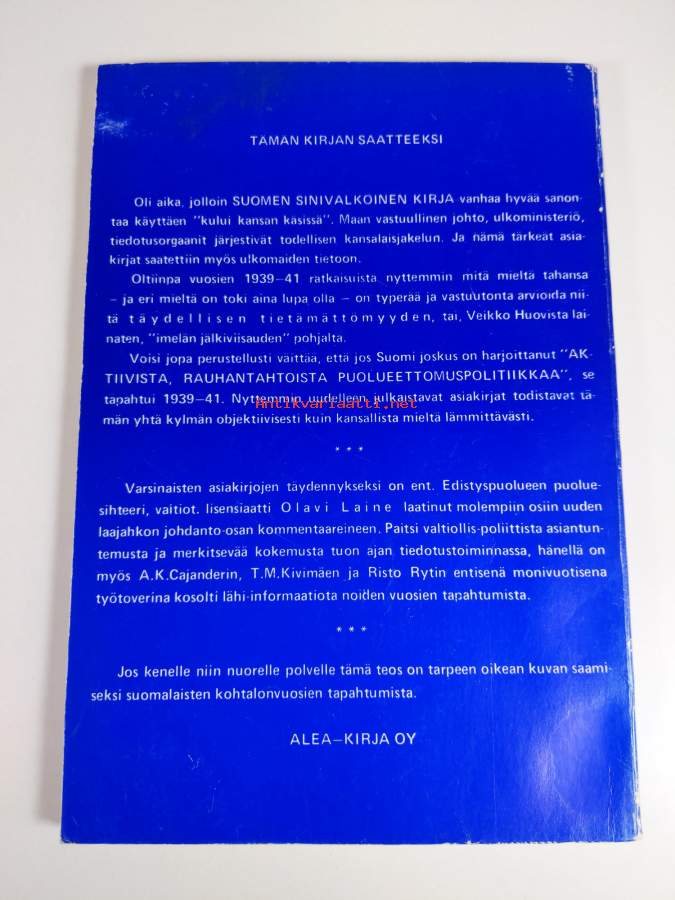 TÄMÄN KIRJAN SAATTEEKSI
Oli aika, jolloin SUOMEN SINIVALKOINEN KIRJA vanhaa hyvää sanon-
taa käyttäen "kului kansan käsissä". Maan vastuullinen johto, ulkoministeriö,
tiedotusorgaanit järjestivät todellisen kansalaisjakelun. Ja nämä tärkeät asia-
kirjat saatettiin myös ulkomaiden tietoon.
Oltiinpa vuosien 1939–41 ratkaisuista nyttemmin mitä mieltä tahansa
– ja eri mieltä on toki aina lupa olla – on typerää ja vastuutonta arvioida nii-
tä täydellisen tietämättömyyden, tai, Veikko Huovista lai-
naten, "imelän jälkiviisauden" pohjalta.
Voisi jopa perustellusti väittää, että jos Suomi joskus on harjoittanut "AK-
TIIVISTA, RAUHANTAHTOISTA PUOLUEETTOMUSPOLITIIKKAA", se
tapahtui 1939–41. Nyttemmin uudelleen julkaistavat asiakirjat todistavat tä-
Antikvariaatti.net
män yhtä kylmän objektiivisesti kuin kansallista mieltä lämmittävästi.
* * *
Varsinaisten asiakirjojen täydennykseksi on ent. Edistyspuolueen puolue-
sihteeri, vaitiot. lisensiaatti Olavi Laine laatinut molempiin osiin uuden
laajahkon johdanto-osan kommentaareineen. Paitsi valtiollis-poliittista asiantun-
temusta ja merkitsevää kokemusta tuon ajan tiedotustoiminnassa, hänellä on
myös A.K.Cajanderin, T.M.Kivimäen ja Risto Rytin entisenä monivuotisena
työtoverina kosolti lähi-informaatiota noiden vuosien tapahtumista.
* * *
Jos kenelle niin nuorelle polvelle tämä teos on tarpeen oikean kuvan saami-
seksi suomalaisten kohtalonvuosien tapahtumista.
ALEA–KIRJA OY